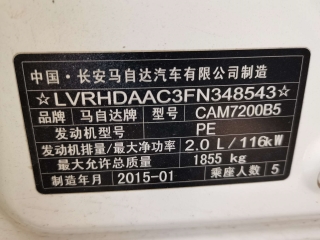 中国·长安马自达汽车有限公司制造
☆LVRHDAAC3FN348543☆
品牌 马自达牌 型号 CAM7200B5
发动机型号 PE
发动机排量/最大净功率 2.0 L/116kW
最大允许总质量 1855 kg
制造年月 2015-01 乘座人数 5